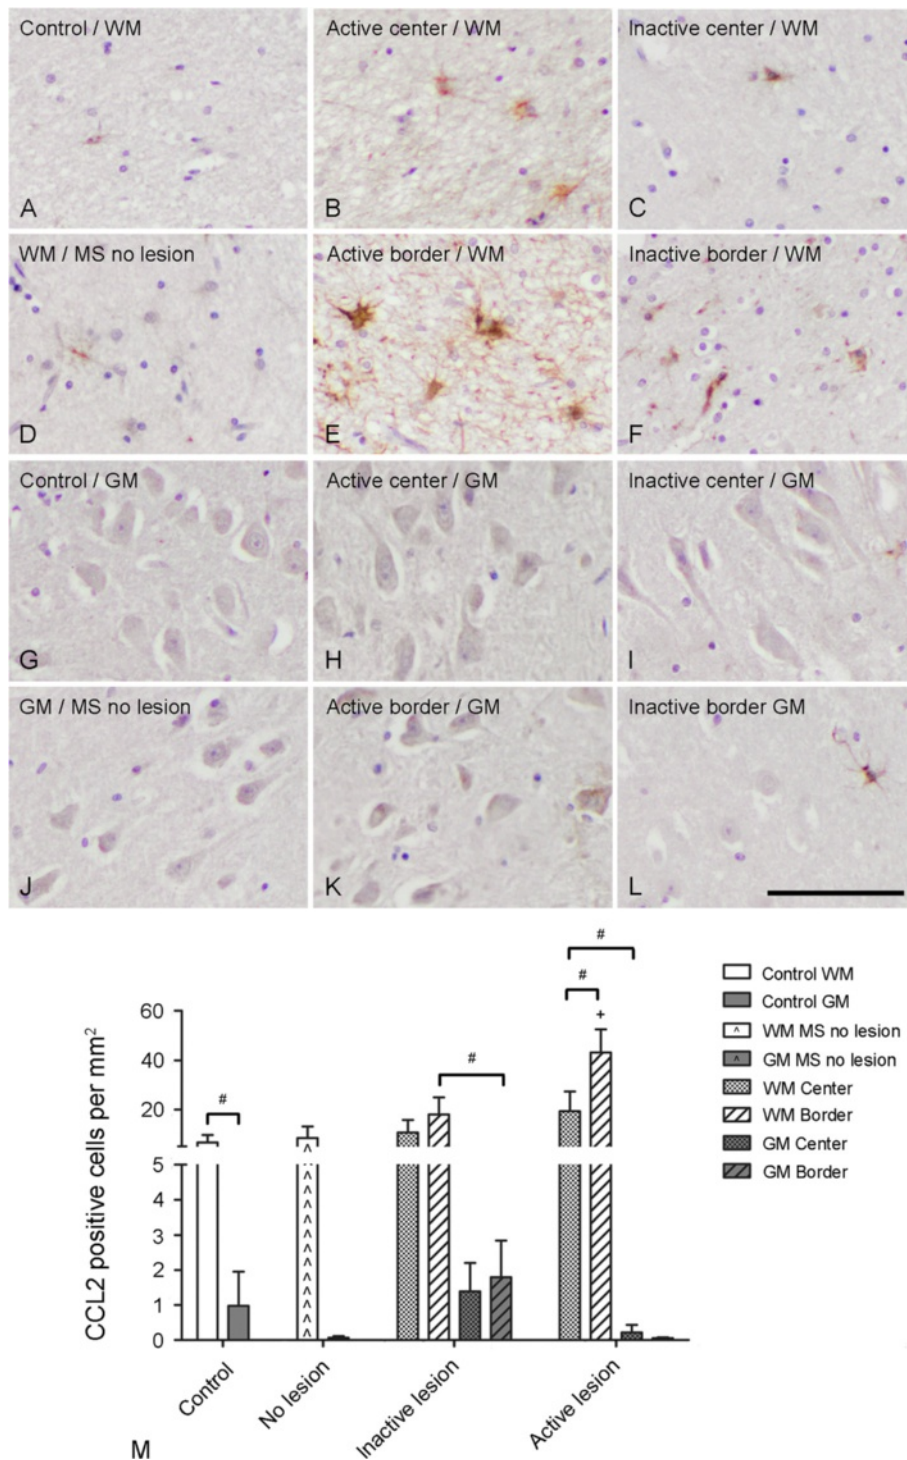 Control / WM
A
Active center / WM
B
Inactive center / WM
C
WM / MS no lesion
D
Active border / WM
E
Inactive border / WM
F
Control / GM
G
Active center / GM
H
Inactive center / GM
I
GM / MS no lesion
J
Active border / GM
K
Inactive border GM
L
CCL2 positive cells per mm²
60
40
20
5
4
3
2
1
0
#
#
#
#
+
^
Control
No lesion
Inactive lesion
Active lesion
Control WM
Control GM
^ WM MS no lesion
^ GM MS no lesion
WM Center
WM Border
GM Center
GM Border
M